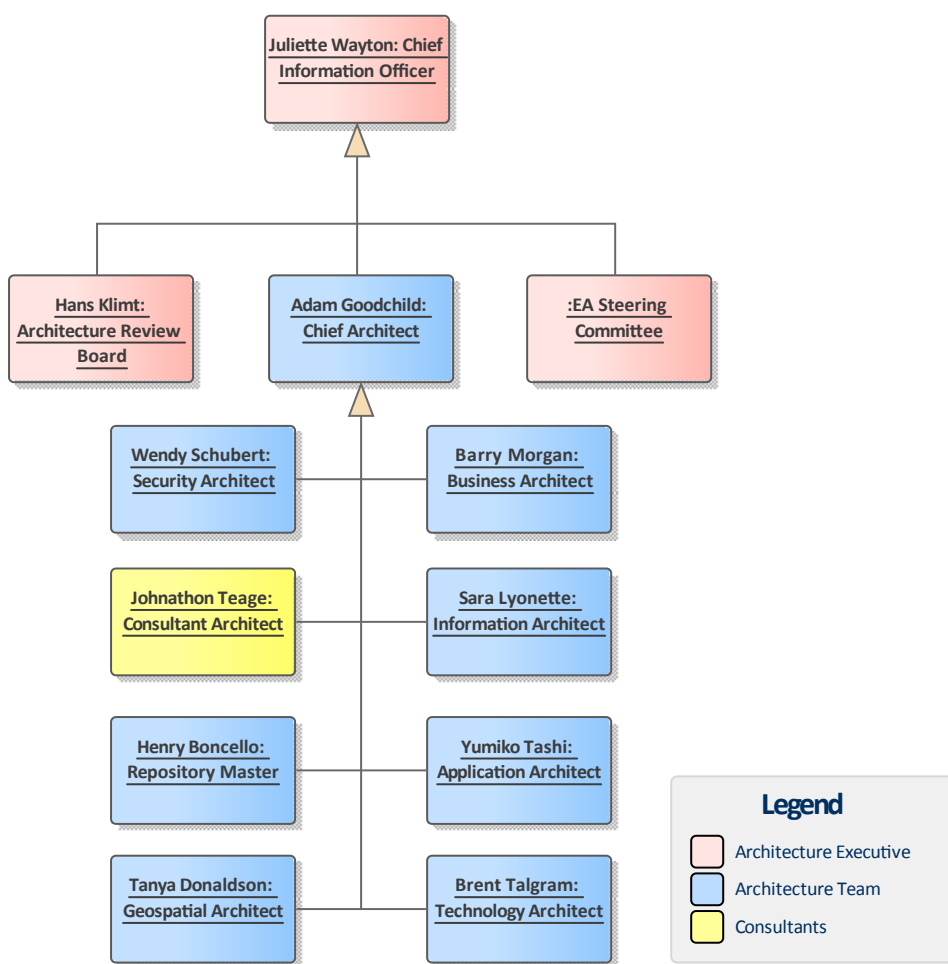 Juliette Wayton: Chief
Information Officer
Hans Klimt:
Architecture Review
Board
Adam Goodchild:
Chief Architect
:EA Steering
Committee
Wendy Schubert:
Security Architect
Barry Morgan:
Business Architect
Johnathon Teage:
Consultant Architect
Sara Lyonette:
Information Architect
Henry Boncello:
Repository Master
Yumiko Tashi:
Application Architect
Tanya Donaldson:
Geospatial Architect
Brent Talgram:
Technology Architect
Legend
Architecture Executive
Architecture Team
Consultants